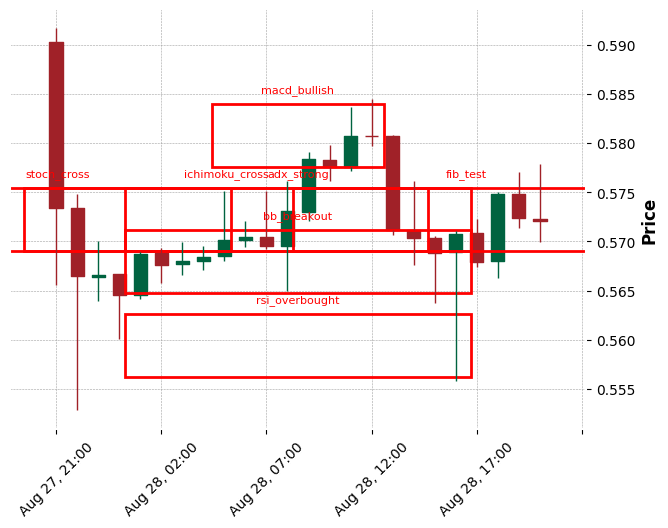 macd_bullish
stoch_cross
ichimoku_cross
adx_strong
fib_test
bb_breakout
rsi_overbought
0.590
0.585
0.580
0.575
0.570
0.565
0.560
0.555
Price
Aug 27, 21:00
Aug 28, 02:00
Aug 28, 07:00
Aug 28, 12:00
Aug 28, 17:00